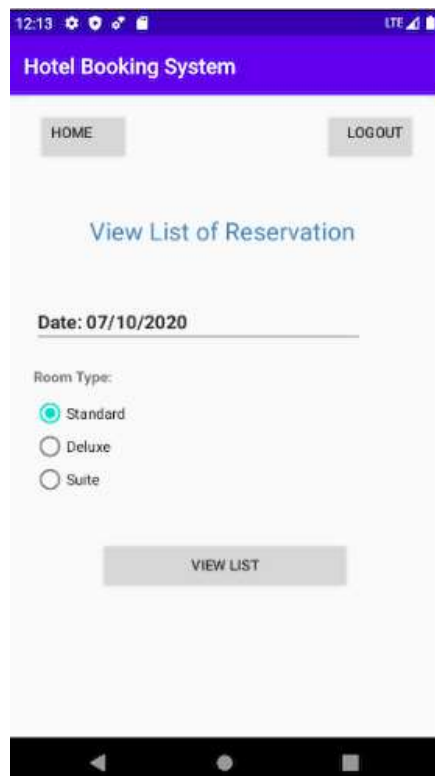 12:13 LTE
Hotel Booking System
HOME LOGOUT
View List of Reservation
Date: 07/10/2020
Room Type:
Standard
Deluxe
Suite
VIEW LIST